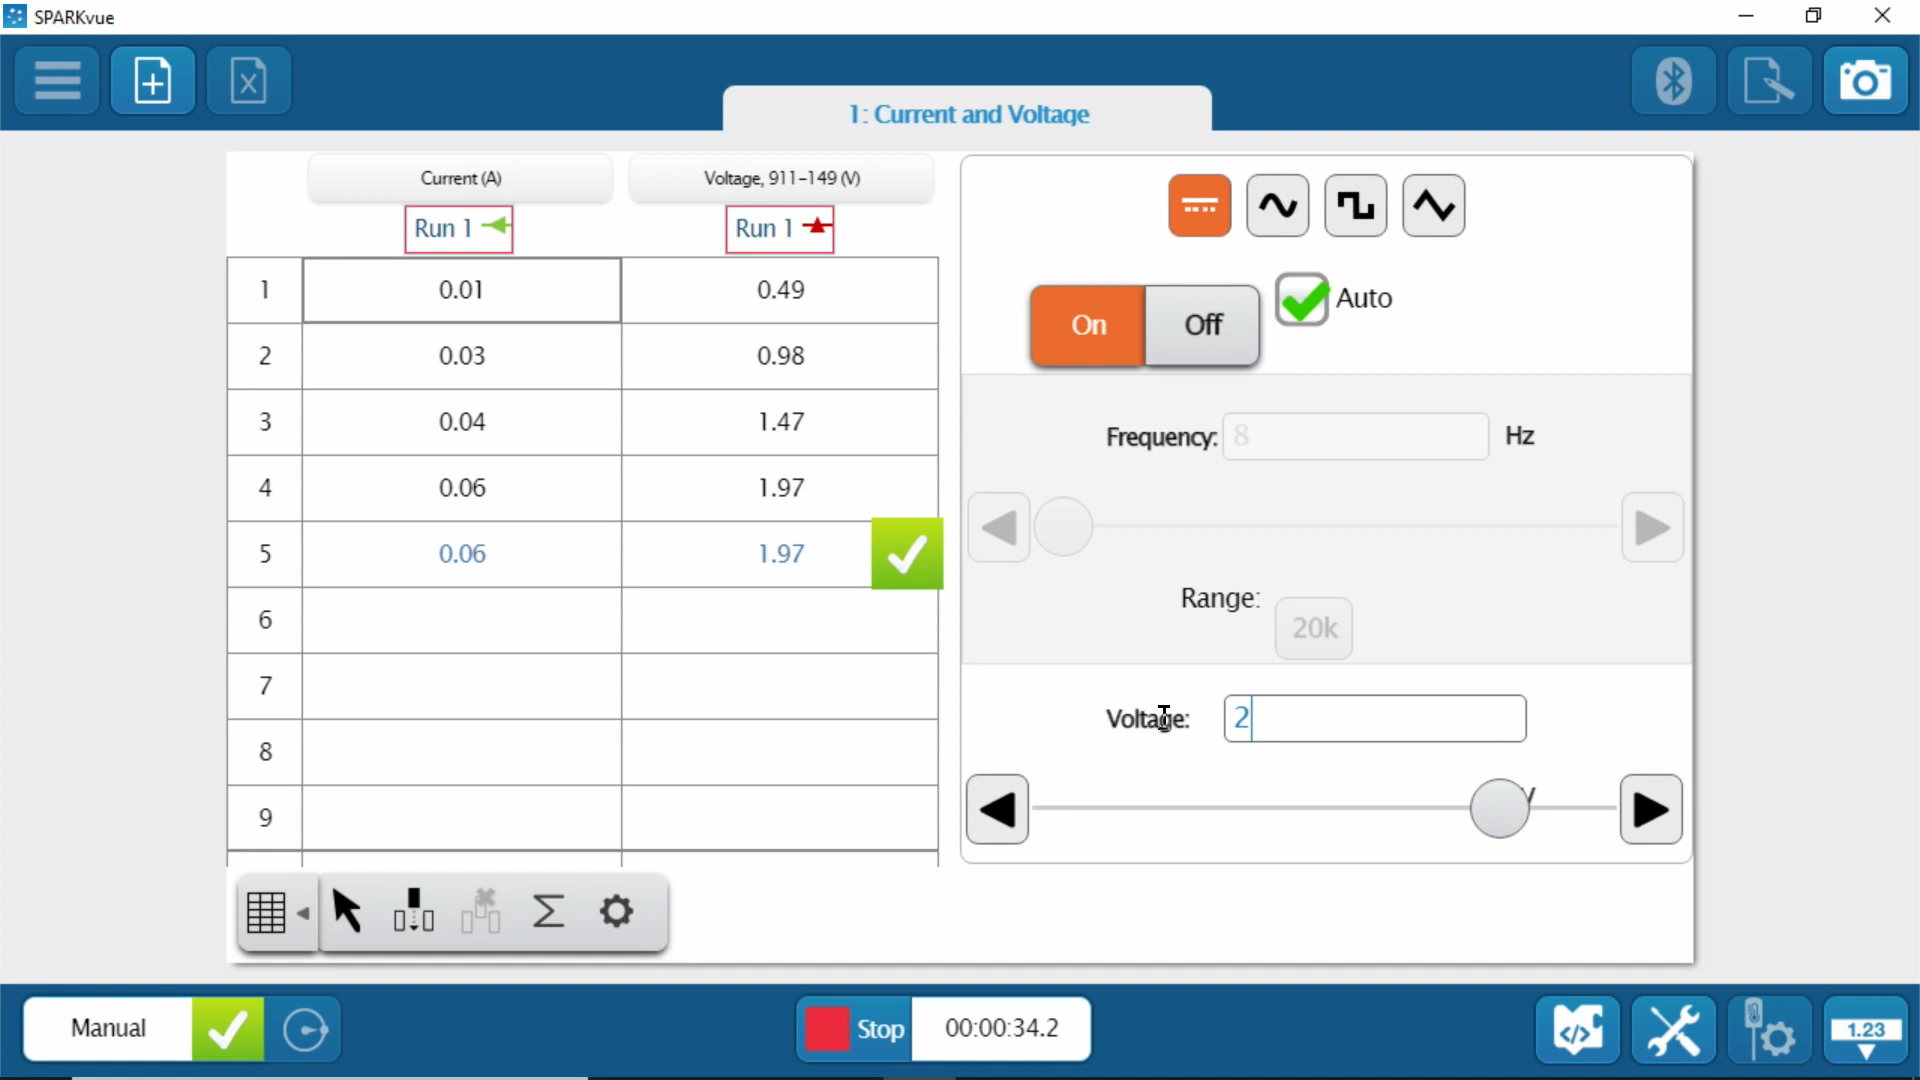 SPARKvue
1: Current and Voltage
Current (A)
Voltage, 911-149 (V)
Run 1
Run 1
1 0.01 0.49
2 0.03 0.98
3 0.04 1.47
4 0.06 1.97
5 0.06 1.97
6
7
8
9
On
Off
Auto
Frequency: 8 Hz
Range: 20k
Voltage: 2
V
Manual
Stop
00:00:34.2
1.23